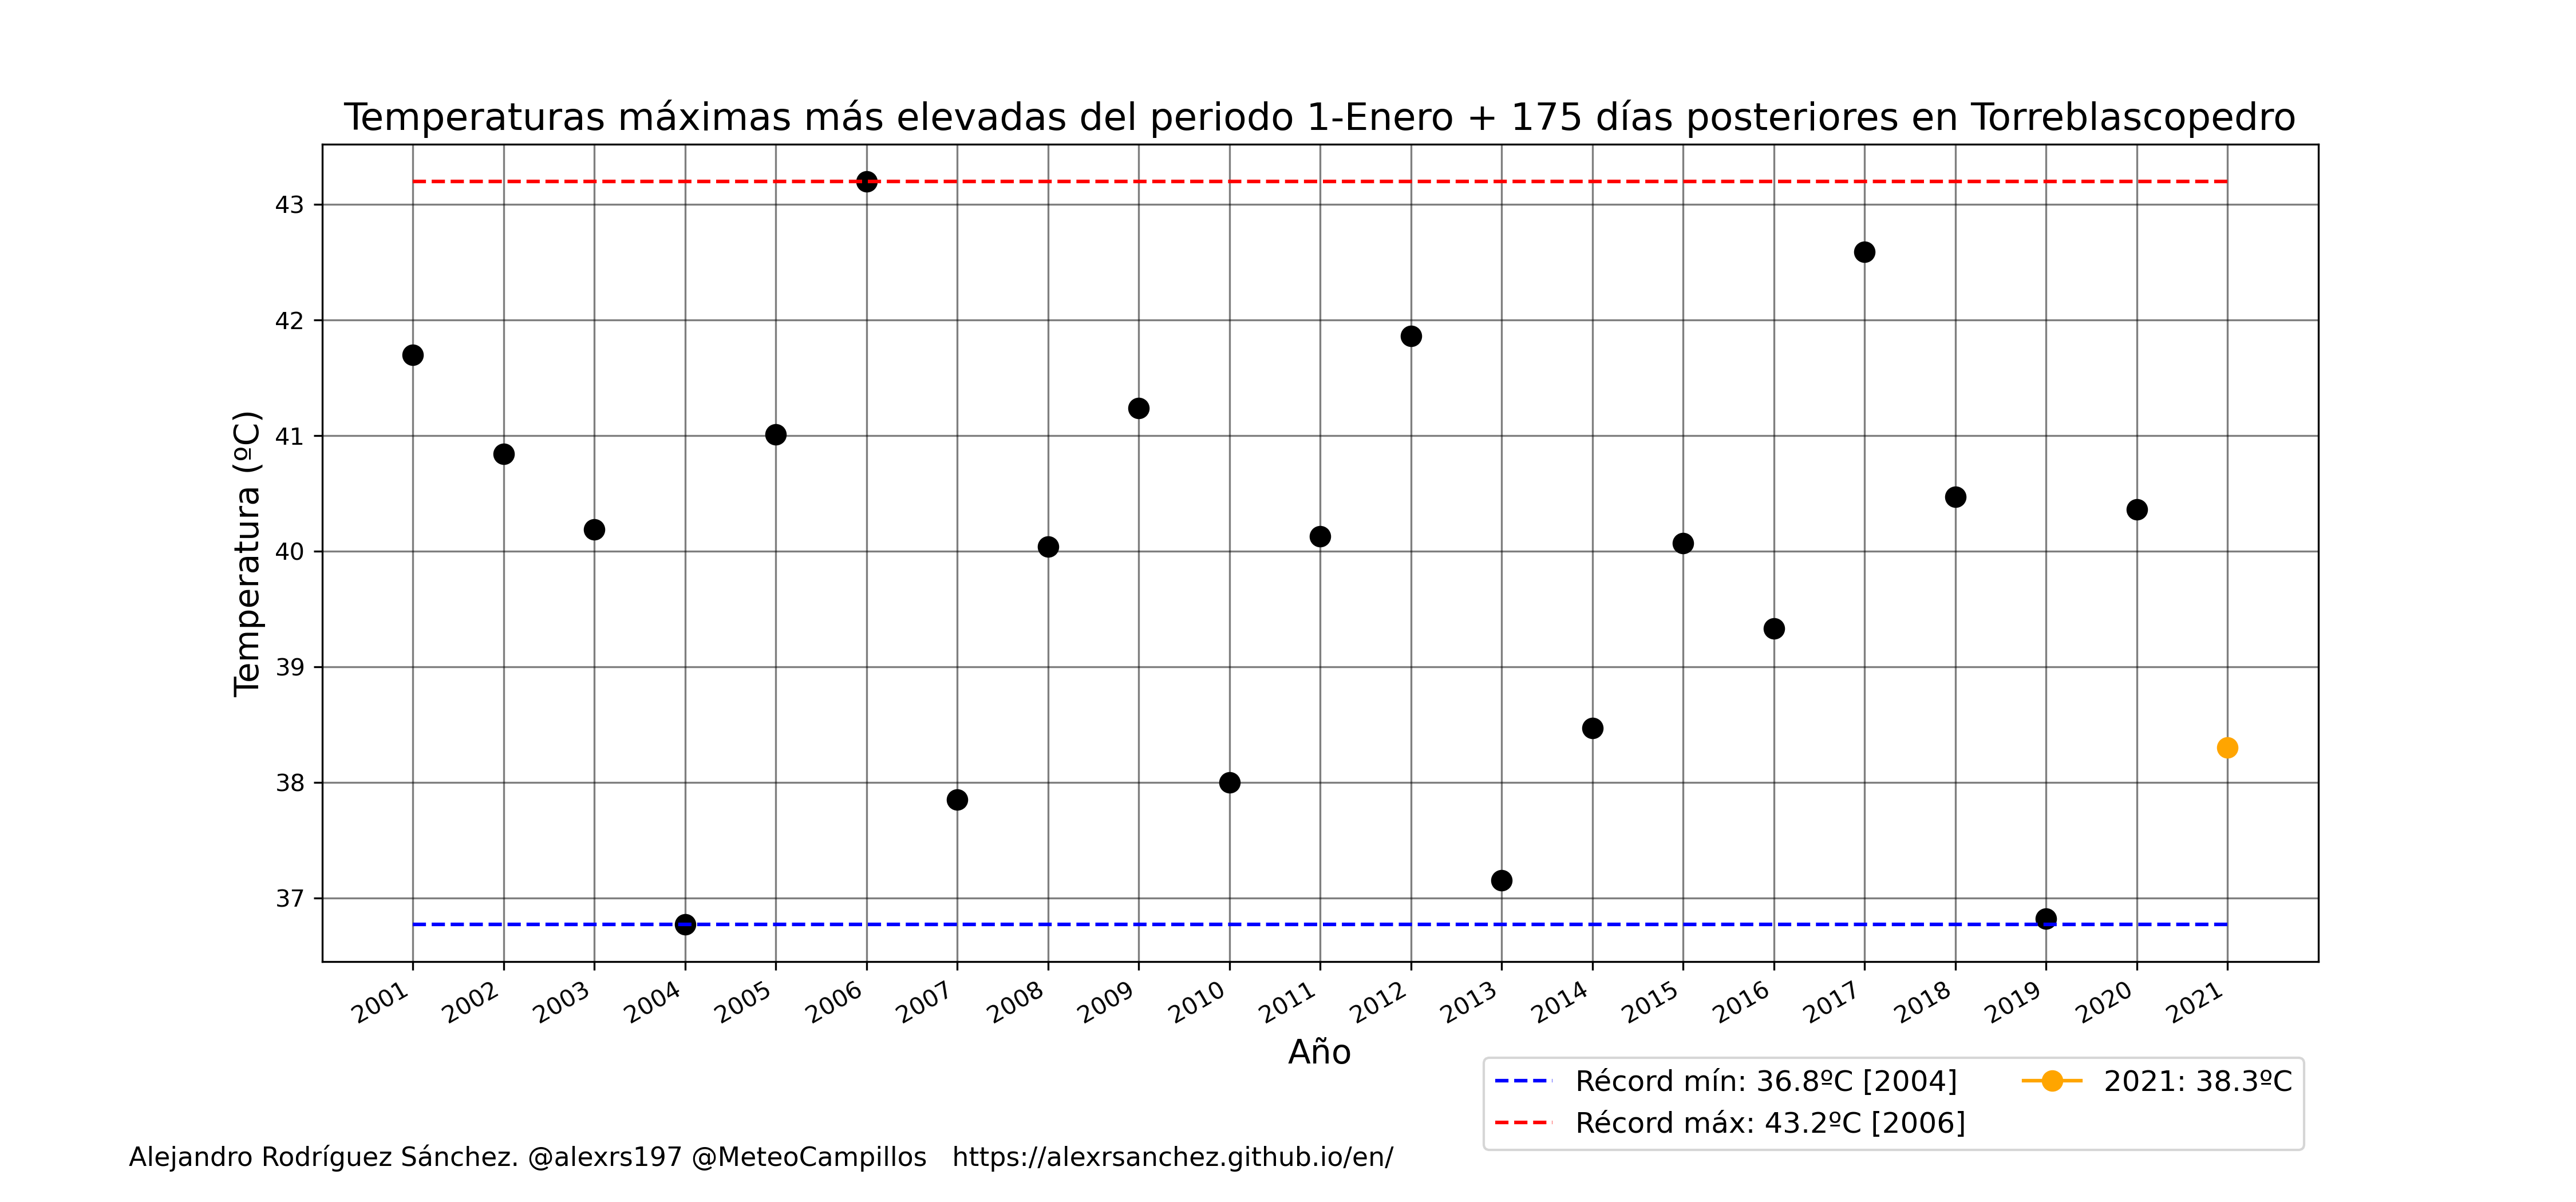 Temperaturas máximas más elevadas del periodo 1-Enero + 175 días posteriores en Torreblascopedro
Temperatura (ºC)
43
42
41
40
39
38
37
2001 2002 2003 2004 2005 2006 2007 2008 2009 2010 2011 2012 2013 2014 2015 2016 2017 2018 2019 2020 2021
Año
Récord mín: 36.8ºC [2004]
Récord máx: 43.2ºC [2006]
2021: 38.3ºC
Alejandro Rodríguez Sánchez. @alexrs197 @MeteoCampillos https://alexrsanchez.github.io/en/